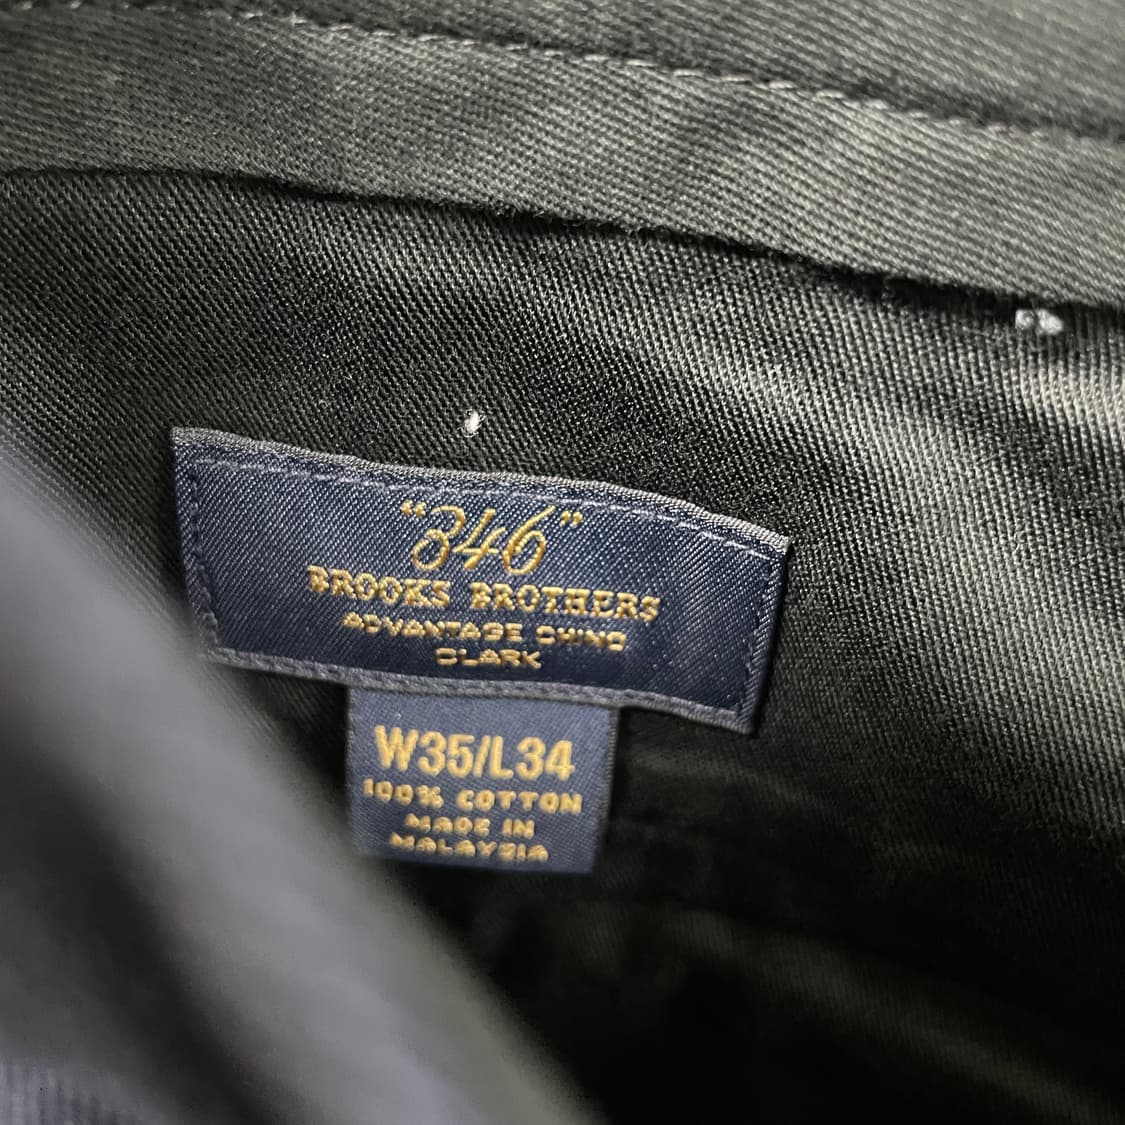 "346"
BROOKS BROTHERS
ADVANTAGE CHINO
CLARK
W35/L34
100% COTTON
MADE IN
MALAYSIA